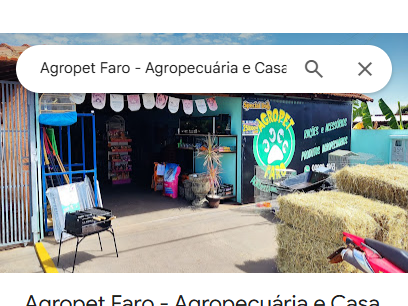 Agropet Faro - Agropecuária e Casa
AGROPET
FARO
RAÇÕES e ACESSÓRIOS
PRODUTOS AGROPECUÁRIOS
Agropet Faro - Agropecuária e Casa